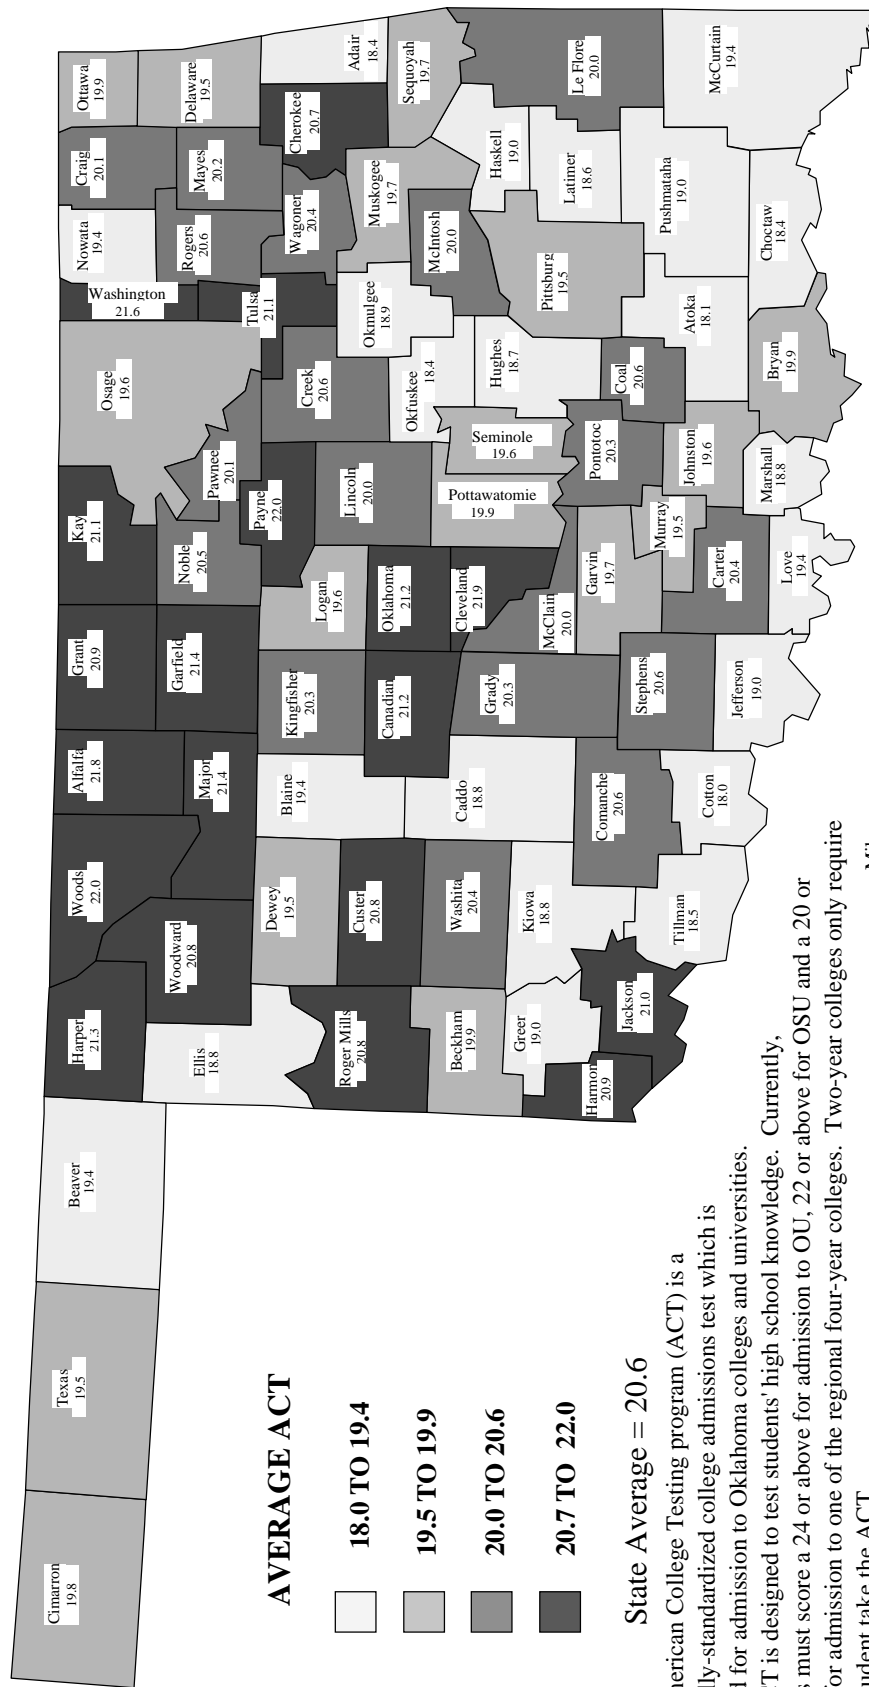 Cimarron
19.8
Texas
19.5
Beaver
19.4
Harper
21.3
Woods
22.0
Alfalfa
21.8
Grant
20.9
Kay
21.1
Osage
19.6
Washington
21.6
Nowata
19.4
Craig
20.1
Ottawa
19.9
Ellis
18.8
Woodward
20.8
Major
21.4
Garfield
21.4
Noble
20.5
Pawnee
20.1
Tulsa
21.1
Rogers
20.6
Mayes
20.2
Delaware
19.5
Roger Mills
20.8
Dewey
19.5
Blaine
19.4
Kingfisher
20.3
Logan
19.6
Payne
22.0
Creek
20.6
Wagoner
20.4
Cherokee
20.7
Adair
18.4
Custer
20.8
Canadian
21.2
Oklahoma
21.2
Lincoln
20.0
Okfuskee
18.4
Okmulgee
18.9
Muskogee
19.7
Sequoyah
19.7
Beckham
19.9
Washita
20.4
Caddo
18.8
Grady
20.3
Cleveland
21.9
Pottawatomie
19.9
Seminole
19.6
Hughes
18.7
McIntosh
20.0
Haskell
19.0
Le Flore
20.0
Greer
19.0
Kiowa
18.8
McClain
20.0
Garvin
19.7
Pontotoc
20.3
Coal
20.6
Pittsburg
19.5
Latimer
18.6
Harmon
20.9
Jackson
21.0
Comanche
20.6
Stephens
20.6
Murray
19.5
Johnston
19.6
Atoka
18.1
Pushmataha
19.0
McCurtain
19.4
Tillman
18.5
Cotton
18.0
Jefferson
19.0
Carter
20.4
Love
19.4
Marshall
18.8
Bryan
19.9
Choctaw
18.4
AVERAGE ACT
18.0 TO 19.4
19.5 TO 19.9
20.0 TO 20.6
20.7 TO 22.0
State Average = 20.6
erican College Testing program (ACT) is a
lly-standardized college admissions test which is
d for admission to Oklahoma colleges and universities.
T is designed to test students' high school knowledge. Currently,
s must score a 24 or above for admission to OU, 22 or above for OSU and a 20 or
or admission to one of the regional four-year colleges. Two-year colleges only require
udent take the ACT